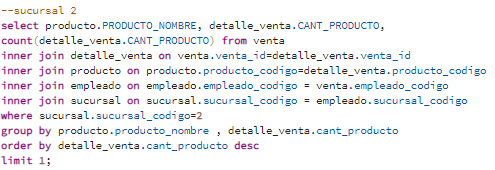 --sucursal 2
select producto.PRODUCTO_NOMBRE, detalle_venta.CANT_PRODUCTO,
count(detalle_venta.CANT_PRODUCTO) from venta
inner join detalle_venta on venta.venta_id=detalle_venta.venta_id
inner join producto on producto.producto_codigo=detalle_venta.producto_codigo
inner join empleado on empleado.empleado_codigo = venta.empleado_codigo
inner join sucursal on sucursal.sucursal_codigo = empleado.sucursal_codigo
where sucursal.sucursal_codigo=2
group by producto.producto_nombre , detalle_venta.cant_producto
order by detalle_venta.cant_producto desc
limit 1;